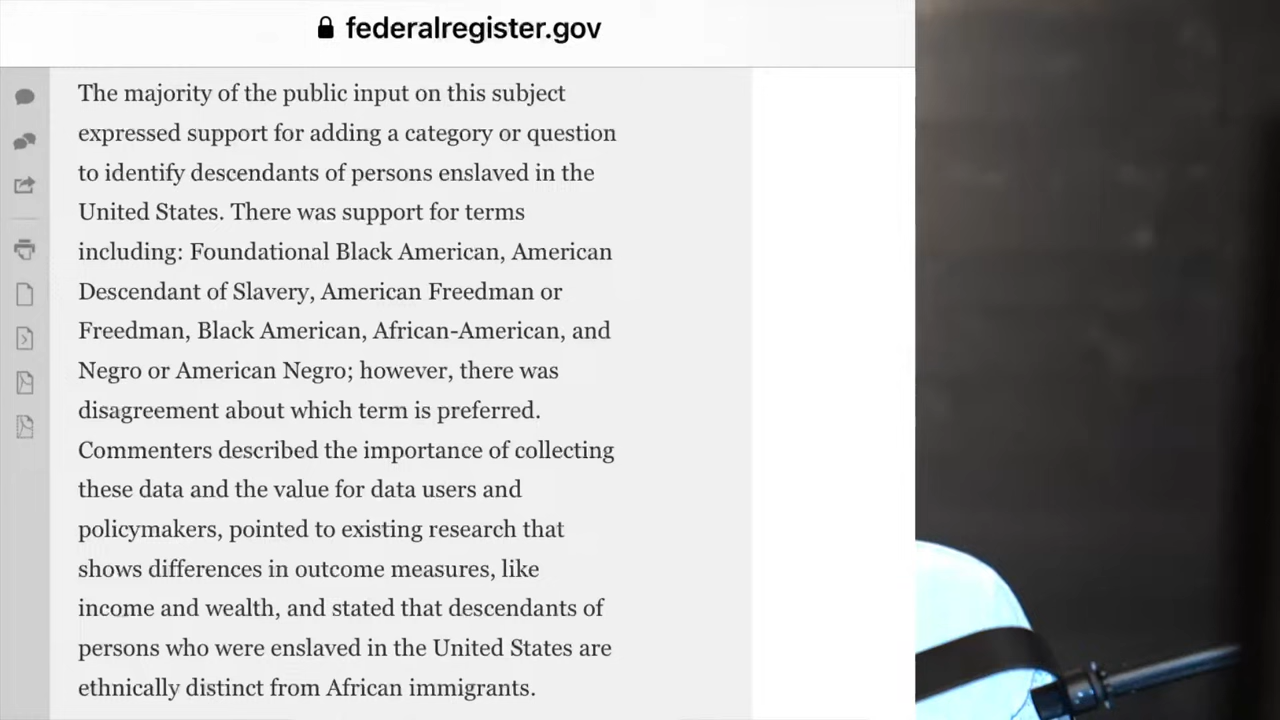 federalregister.gov
The majority of the public input on this subject
expressed support for adding a category or question
to identify descendants of persons enslaved in the
United States. There was support for terms
including: Foundational Black American, American
Descendant of Slavery, American Freedman or
Freedman, Black American, African-American, and
Negro or American Negro; however, there was
disagreement about which term is preferred.
Commenters described the importance of collecting
these data and the value for data users and
policymakers, pointed to existing research that
shows differences in outcome measures, like
income and wealth, and stated that descendants of
persons who were enslaved in the United States are
ethnically distinct from African immigrants.